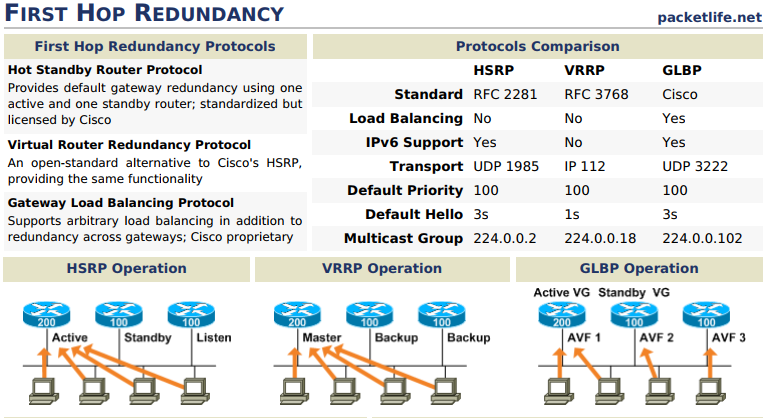 FIRST HOP REDUNDANCY
packetlife.net
First Hop Redundancy Protocols
Hot Standby Router Protocol
Provides default gateway redundancy using one
active and one standby router; standardized but
licensed by Cisco
Virtual Router Redundancy Protocol
An open-standard alternative to Cisco's HSRP,
providing the same functionality
Gateway Load Balancing Protocol
Supports arbitrary load balancing in addition to
redundancy across gateways; Cisco proprietary
Protocols Comparison
HSRP VRRP GLBP
Standard RFC 2281 RFC 3768 Cisco
Load Balancing No No Yes
IPv6 Support Yes No Yes
Transport UDP 1985 IP 112 UDP 3222
Default Priority 100 100 100
Default Hello 3s 1s 3s
Multicast Group 224.0.0.2 224.0.0.18 224.0.0.102
HSRP Operation
200 100 100
Active Standby Listen
VRRP Operation
200 100 100
Master Backup Backup
GLBP Operation
Active VG Standby VG
200 100 100
AVF 1 AVF 2 AVF 3